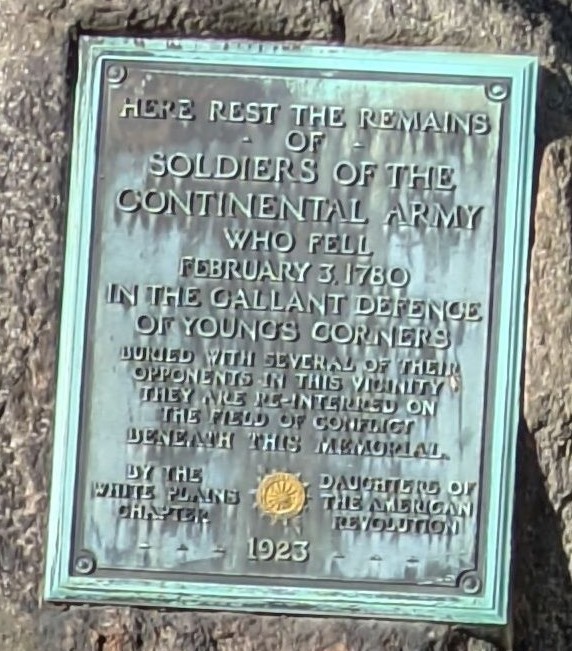 HERE REST THE REMAINS
- OF -
SOLDIERS OF THE
CONTINENTAL ARMY
WHO FELL
FEBRUARY 3, 1780
IN THE GALLANT DEFENCE
OF YOUNGS CORNERS
BURIED WITH SEVERAL OF THEIR
OPPONENTS IN THIS VICINITY
THEY ARE RE-INTERRED ON
THE FIELD OF CONFLICT
BENEATH THIS MEMORIAL.
BY THE
WHITE PLAINS
CHAPTER
DAUGHTERS OF
THE AMERICAN
REVOLUTION
- - - 1923 - - -